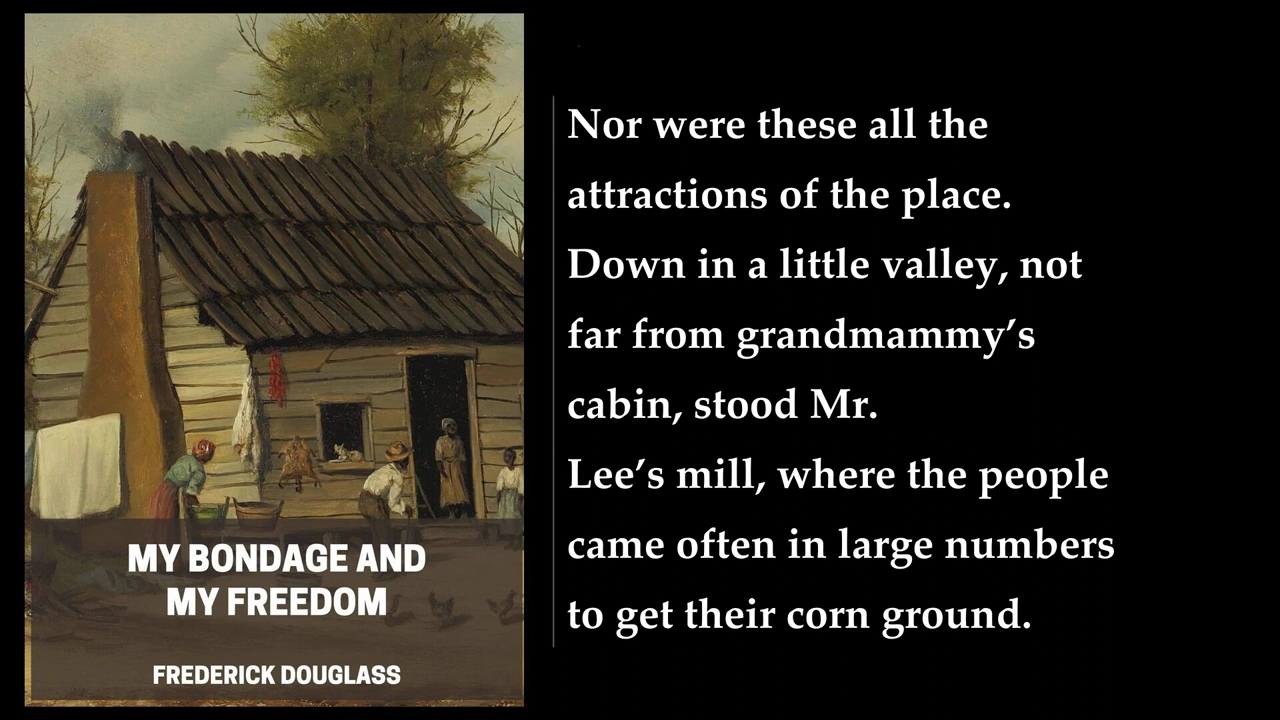 MY BONDAGE AND
MY FREEDOM
FREDERICK DOUGLASS
Nor were these all the
attractions of the place.
Down in a little valley, not
far from grandmammy’s
cabin, stood Mr.
Lee’s mill, where the people
came often in large numbers
to get their corn ground.